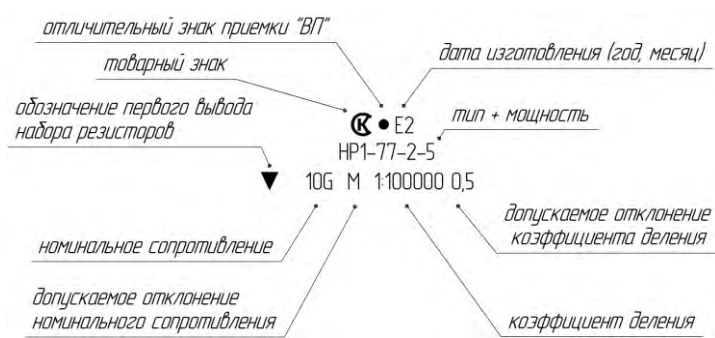 отличительный знак приемки "ВП"
товарный знак
дата изготовления (год, месяц)
обозначение первого вывода
набора резисторов
тип + мощность
К ● Е2
НР1-77-2-5
▼ 10G М 1:100000 0,5
номинальное сопротивление
допускаемое отклонение
коэффициента деления
допускаемое отклонение
номинального сопротивления
коэффициент деления